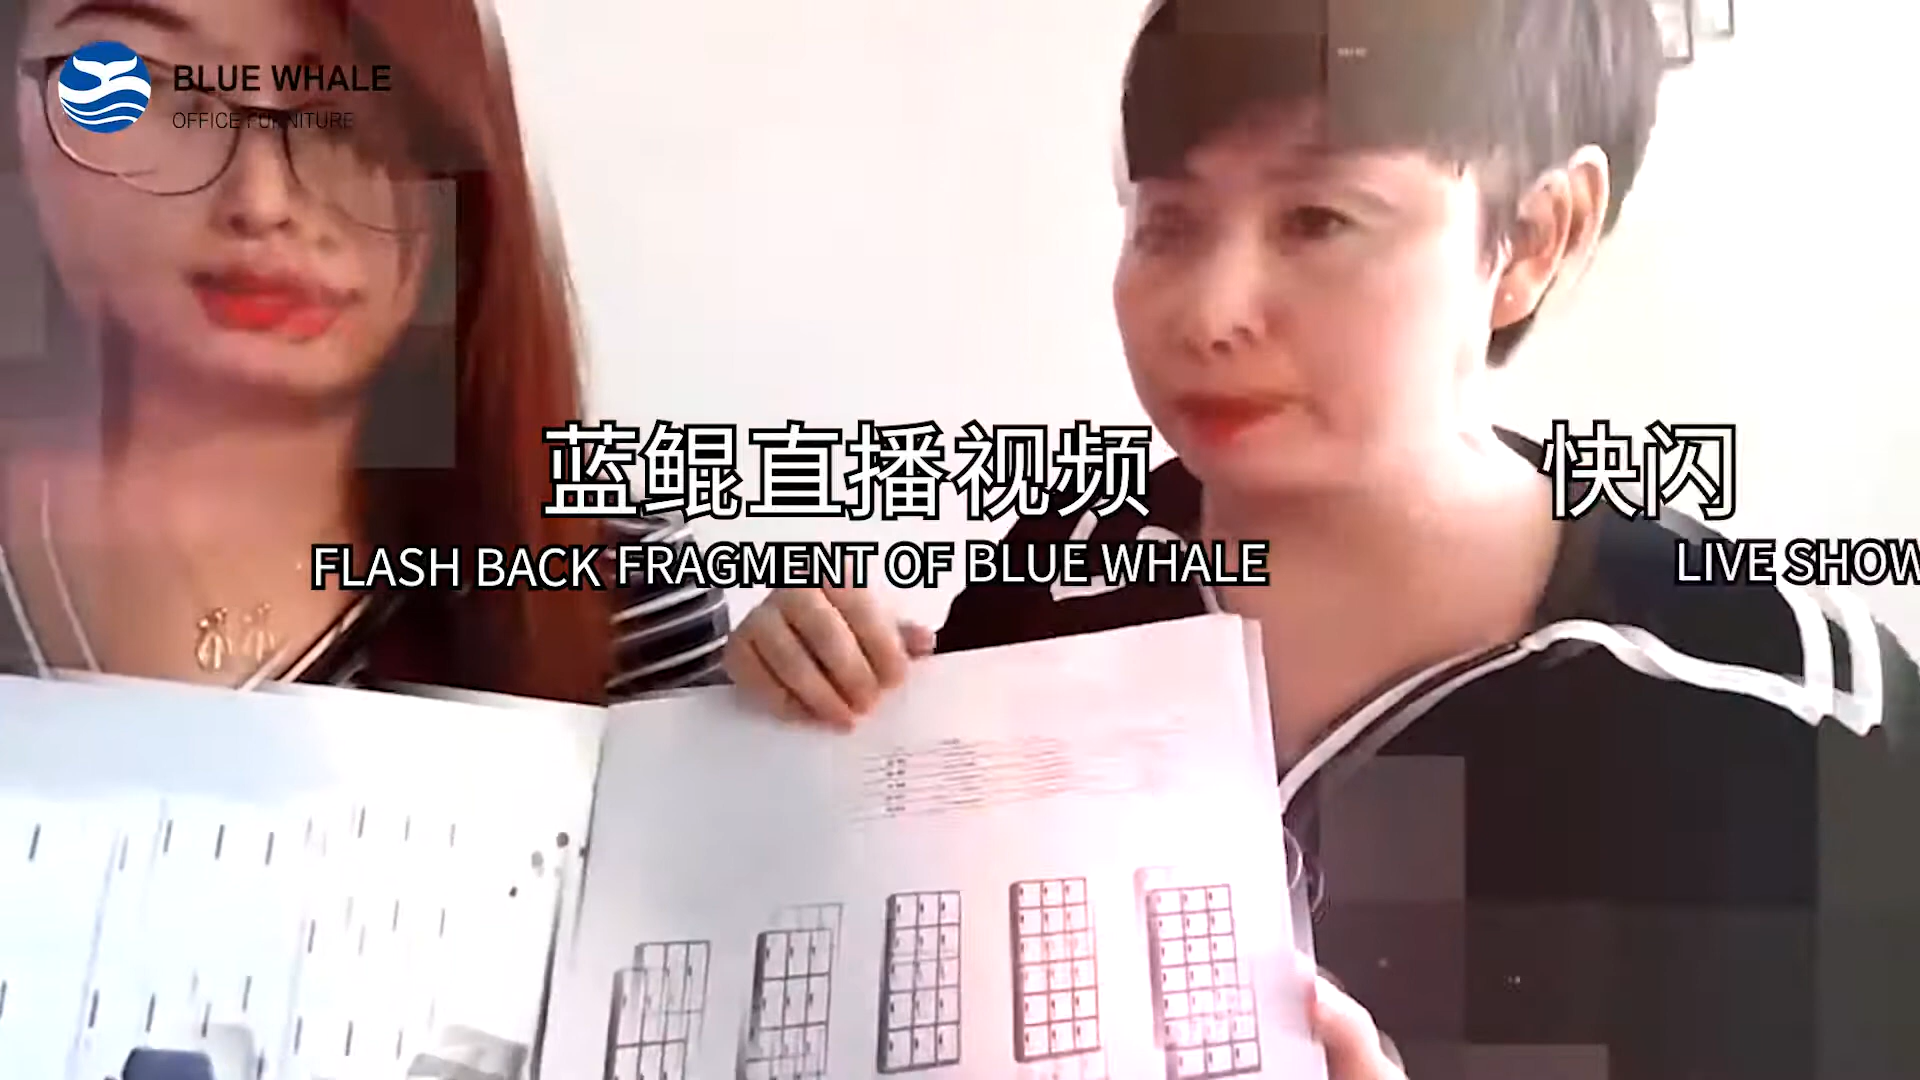 BLUE WHALE
OFFICE FURNITURE
蓝鲲直播视频 快闪
FLASH BACK FRAGMENT OF BLUE WHALE LIVE SHOW